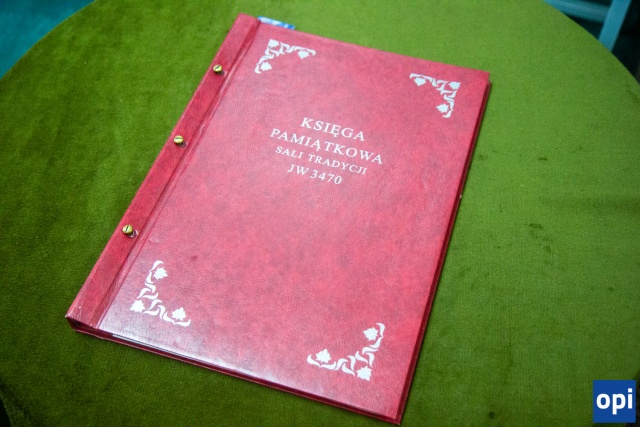 KSIĘGA
PAMIĄTKOWA
SALI TRADYCJI
JW 3470
opi